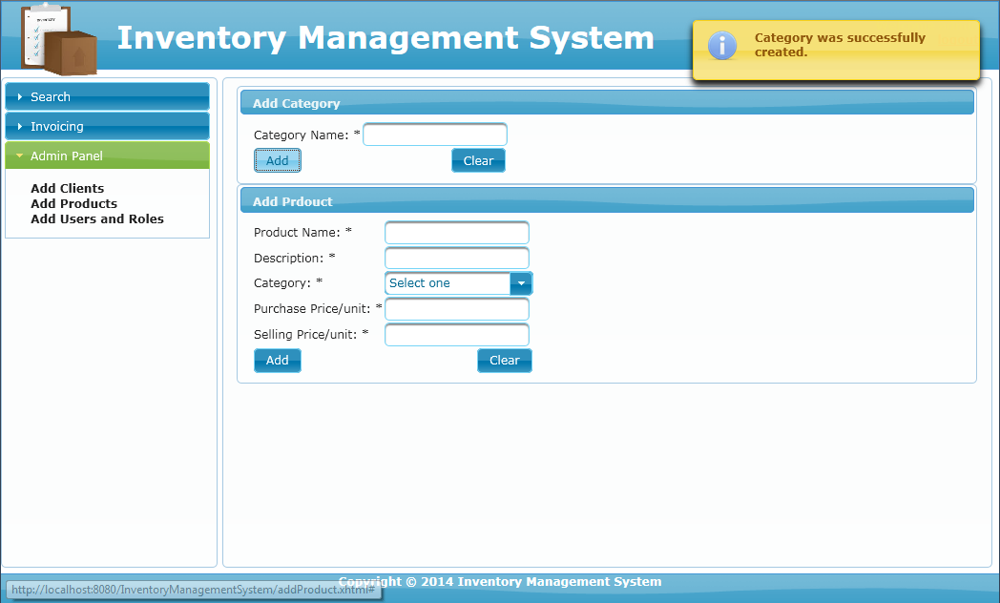 Inventory
Inventory Management System
Category was successfully
created.
Search
Invoicing
Admin Panel
Add Clients
Add Products
Add Users and Roles
Add Category
Category Name: *
Add
Clear
Add Prdouct
Product Name: *
Description: *
Category: *
Select one
Purchase Price/unit: *
Selling Price/unit: *
Add
Clear
Copyright © 2014 Inventory Management System
http://localhost:8080/InventoryManagementSystem/addProduct.xhtml#